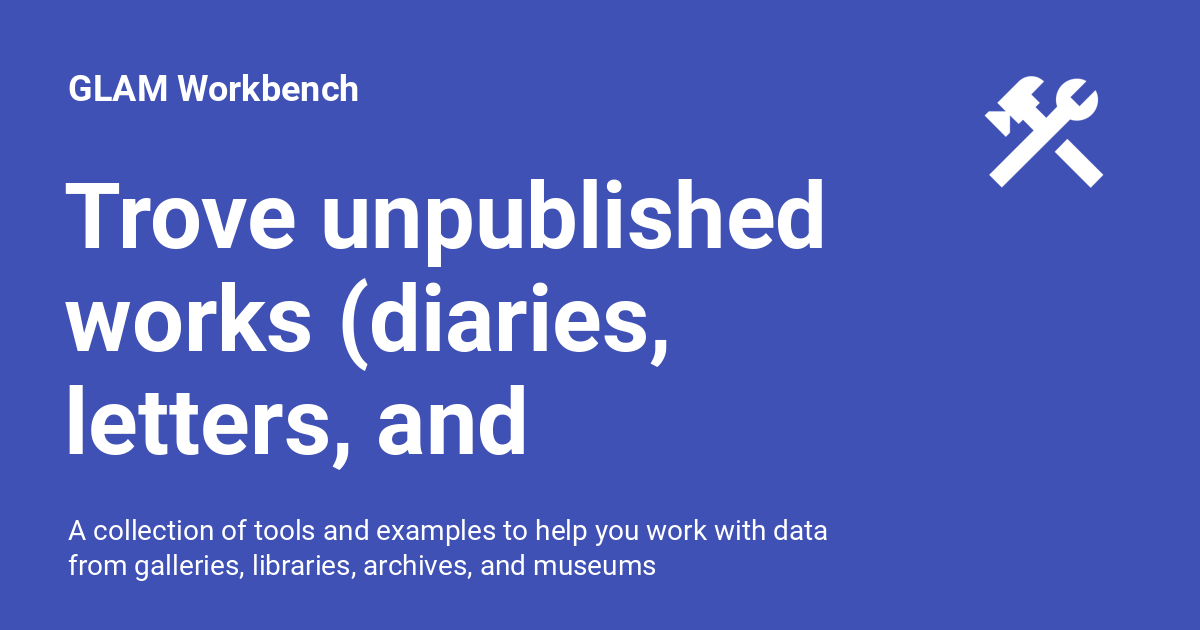 GLAM Workbench
Trove unpublished
works (diaries,
letters, and
A collection of tools and examples to help you work with data
from galleries, libraries, archives, and museums